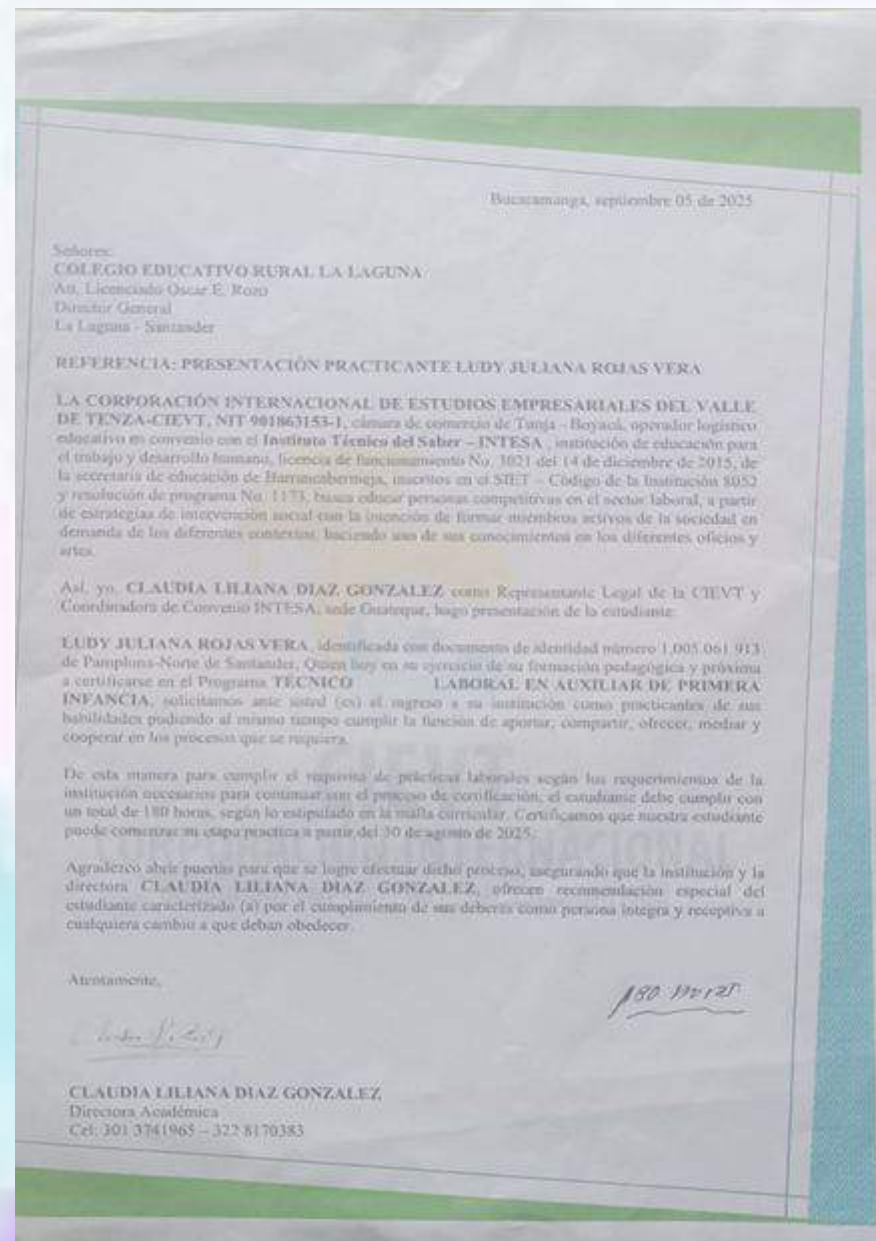 Bucaramanga, septiembre 05 de 2025
Señores:
COLEGIO EDUCATIVO RURAL LA LAGUNA
Att. Licenciado Oscar E. Rozo
Director General
La Laguna - Santander
REFERENCIA: PRESENTACIÓN PRACTICANTE LUDY JULIANA ROJAS VERA
LA CORPORACIÓN INTERNACIONAL DE ESTUDIOS EMPRESARIALES DEL VALLE
DE TENZA-CIEVT, NIT 901863153-1, cámara de comercio de Tunja - Boyacá, operador logístico
educativo en convenio con el Instituto Técnico del Saber – INTESA , institución de educación para
el trabajo y desarrollo humano, licencia de funcionamiento No. 3021 del 14 de diciembre de 2015, de
la secretaria de educación de Barrancabermeja, inscritos en el SIET – Código de la Institución 8052
y resolución de programa No. 1173, busca educar personas competitivas en el sector laboral, a partir
de estrategias de intervención social con la intención de formar miembros activos de la sociedad en
demanda de los diferentes contextos, haciendo uso de sus conocimientos en los diferentes oficios y
artes.
Así, yo, CLAUDIA LILIANA DIAZ GONZALEZ como Representante Legal de la CIEVT y
Coordinadora de Convenio INTESA, sede Guateque, hago presentación de la estudiante:
LUDY JULIANA ROJAS VERA, identificada con documento de identidad número 1.005.061.913
de Pamplona-Norte de Santander, Quien hoy en su ejercicio de su formación pedagógica y próxima
a certificarse en el Programa TÉCNICO LABORAL EN AUXILIAR DE PRIMERA
INFANCIA, solicitamos ante usted (es) el ingreso a su institución como practicantes de sus
habilidades pudiendo al mismo tiempo cumplir la función de aportar, compartir, ofrecer, mediar y
cooperar en los procesos que se requiera.
De esta manera para cumplir el requisito de prácticas laborales según los requerimientos de la
institución necesarios para continuar con el proceso de certificación, el estudiante debe cumplir con
un total de 180 horas, según lo estipulado en la malla curricular. Certificamos que nuestra estudiante
puede comenzar su etapa practica a partir del 30 de agosto de 2025.
CIEVT
CORPORACIÓN INTERNACIONAL
Agradezco abrir puertas para que se logre efectuar dicho proceso, asegurando que la institución y la
directora CLAUDIA LILIANA DIAZ GONZALEZ, ofrecen recomendación especial del
estudiante caracterizado (a) por el cumplimiento de sus deberes como persona integra y receptiva a
cualquiera cambio a que deban obedecer.
Atentamente,
180 horas
CLAUDIA LILIANA DIAZ GONZALEZ
Directora Académica
Cel: 301 3741965 – 322 8170383